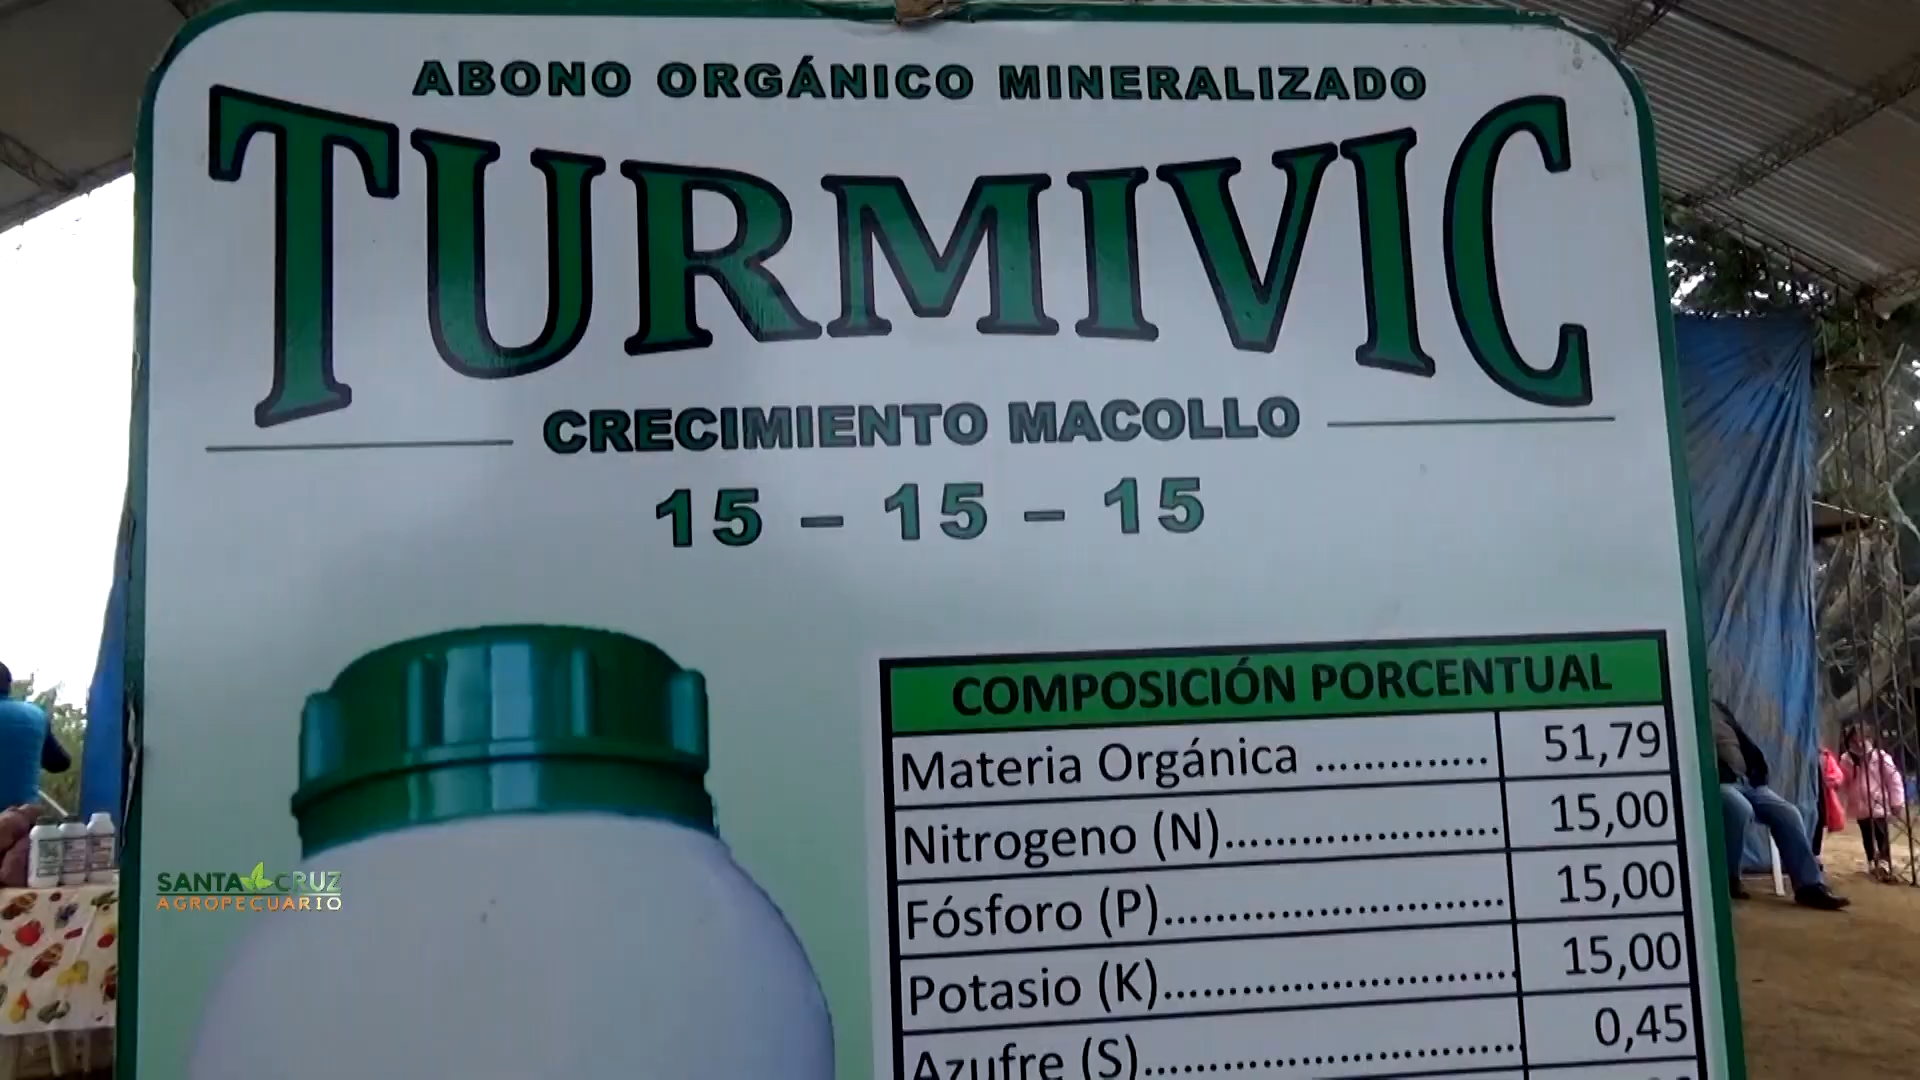 ABONO ORGÁNICO MINERALIZADO
TURMIVIC
CRECIMIENTO MACOLLO
15 – 15 – 15
COMPOSICIÓN PORCENTUAL
Materia Orgánica .............. 51,79
Nitrogeno (N)...................... 15,00
Fósforo (P)........................... 15,00
Potasio (K)............................ 15,00
Azufre (S)............................. 0,45
SANTA CRUZ
AGROPECUARIO